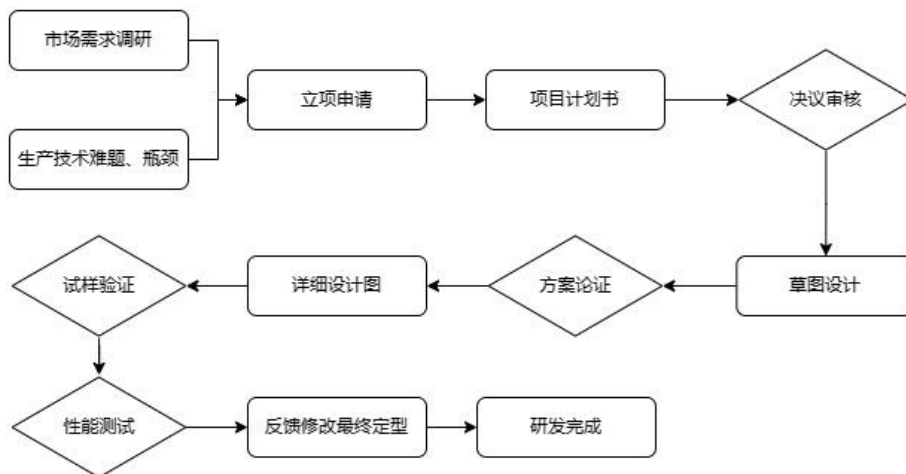 市场需求调研
生产技术难题、瓶颈
立项申请
项目计划书
决议审核
草图设计
方案论证
详细设计图
试样验证
性能测试
反馈修改最终定型
研发完成